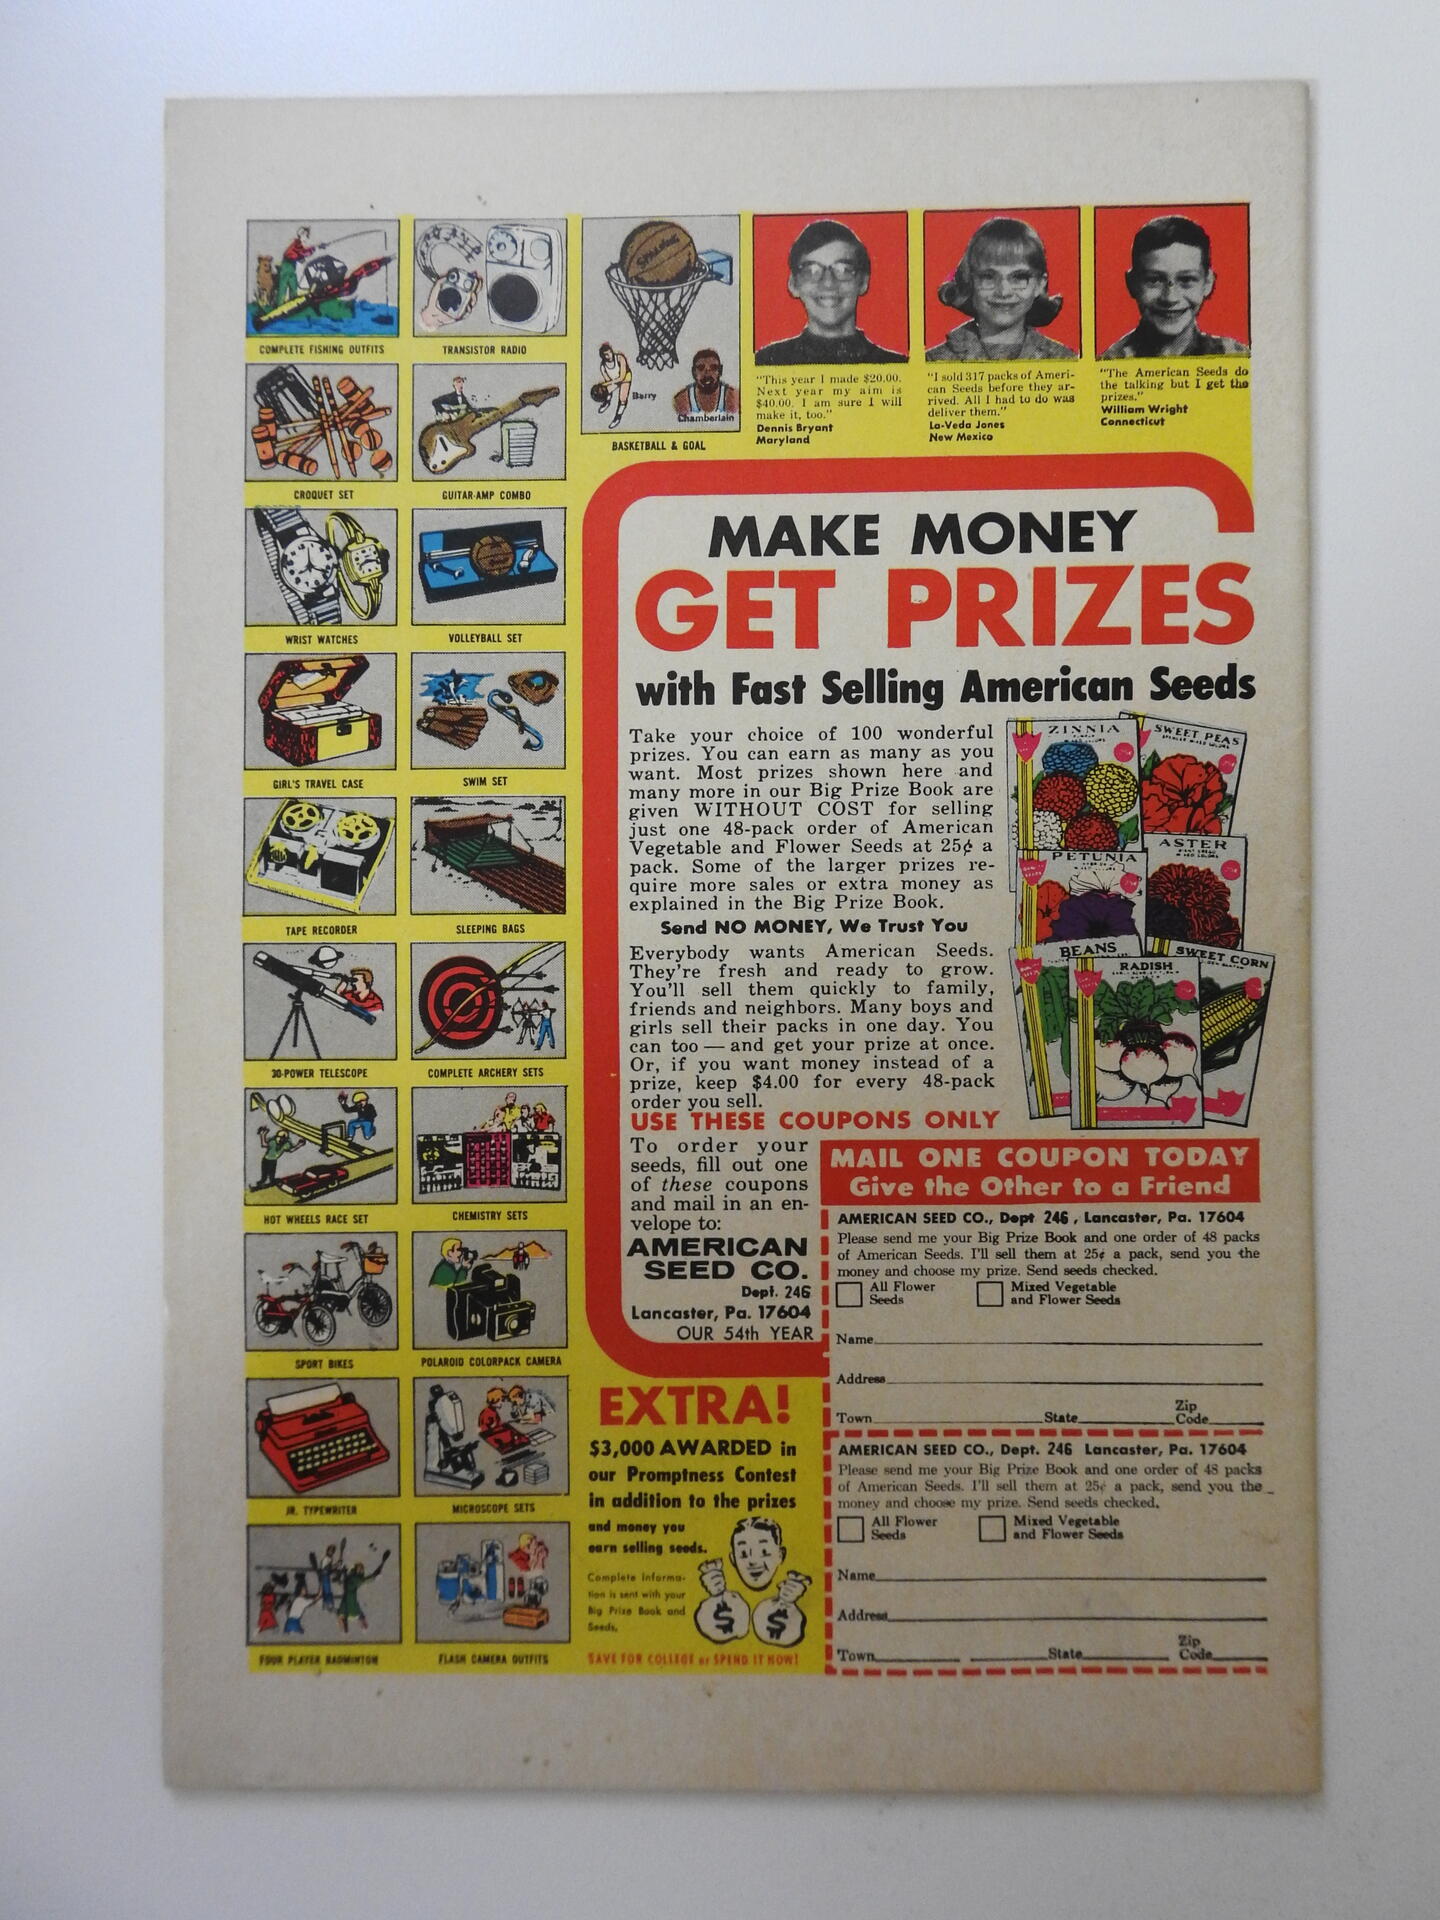 COMPLETE FISHING OUTFITS
TRANSISTOR RADIO
CROQUET SET
GUITAR-AMP COMBO
WRIST WATCHES
VOLLEYBALL SET
GIRL'S TRAVEL CASE
SWIM SET
TAPE RECORDER
SLEEPING BAGS
30-POWER TELESCOPE
COMPLETE ARCHERY SETS
HOT WHEELS RACE SET
CHEMISTRY SETS
SPORT BIKES
POLAROID COLORPACK CAMERA
JR. TYPEWRITER
MICROSCOPE SETS
FOUR PLAYER BADMINTON
FLASH CAMERA OUTFITS
SPALDING
Barry
Chamberlain
BASKETBALL & GOAL
"This year I made $20.00.
Next year my aim is
$40.00. I am sure I will
make it, too."
Dennis Bryant
Maryland
"I sold 317 packs of Ameri-
can Seeds before they ar-
rived. All I had to do was
deliver them."
La-Veda Jones
New Mexico
"The American Seeds do
the talking but I get the
prizes."
William Wright
Connecticut
MAKE MONEY
GET PRIZES
with Fast Selling American Seeds
Take your choice of 100 wonderful
prizes. You can earn as many as you
want. Most prizes shown here and
many more in our Big Prize Book are
given WITHOUT COST for selling
just one 48-pack order of American
Vegetable and Flower Seeds at 25¢ a
pack. Some of the larger prizes re-
quire more sales or extra money as
explained in the Big Prize Book.
Send NO MONEY, We Trust You
Everybody wants American Seeds.
They're fresh and ready to grow.
You'll sell them quickly to family,
friends and neighbors. Many boys and
girls sell their packs in one day. You
can too — and get your prize at once.
Or, if you want money instead of a
prize, keep $4.00 for every 48-pack
order you sell.
USE THESE COUPONS ONLY
ZINNIA
SWEET PEAS
PETUNIA
ASTER
BEANS
RADISH
SWEET CORN
To order your
seeds, fill out one
of these coupons
and mail in an en-
velope to:
AMERICAN
SEED CO.
Dept. 246
Lancaster, Pa. 17604
OUR 54th YEAR
MAIL ONE COUPON TODAY
Give the Other to a Friend
AMERICAN SEED CO., Dept 246, Lancaster, Pa. 17604
Please send me your Big Prize Book and one order of 48 packs
of American Seeds. I'll sell them at 25¢ a pack, send you the
money and choose my prize. Send seeds checked.
All Flower Seeds
Mixed Vegetable and Flower Seeds
Name
Address
Town State Zip Code
AMERICAN SEED CO., Dept. 246 Lancaster, Pa. 17604
Please send me your Big Prize Book and one order of 48 packs
of American Seeds. I'll sell them at 25¢ a pack, send you the
money and choose my prize. Send seeds checked.
All Flower Seeds
Mixed Vegetable and Flower Seeds
Name
Address
Town State Zip Code
EXTRA!
$3,000 AWARDED in
our Promptness Contest
in addition to the prizes
and money you
earn selling seeds.
Complete informa-
tion is sent with your
Big Prize Book and
Seeds.
$ $
SAVE FOR COLLEGE or SPEND IT NOW!